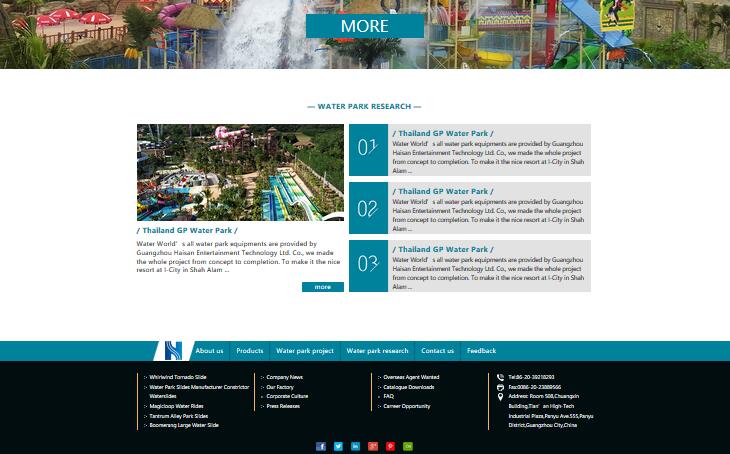 MORE
— WATER PARK RESEARCH —
/ Thailand GP Water Park /
Water World' s all water park equipments are provided by
Guangzhou Haisan Entertainment Technology Ltd. Co., we made
the whole project from concept to completion. To make it the nice
resort at I-City in Shah Alam ...
more
01
/ Thailand GP Water Park /
Water World' s all water park equipments are provided by Guangzhou
Haisan Entertainment Technology Ltd. Co., we made the whole project
from concept to completion. To make it the nice resort at I-City in Shah
Alam ...
02
/ Thailand GP Water Park /
Water World' s all water park equipments are provided by Guangzhou
Haisan Entertainment Technology Ltd. Co., we made the whole project
from concept to completion. To make it the nice resort at I-City in Shah
Alam ...
03
/ Thailand GP Water Park /
Water World' s all water park equipments are provided by Guangzhou
Haisan Entertainment Technology Ltd. Co., we made the whole project
from concept to completion. To make it the nice resort at I-City in Shah
Alam ...
About us Products Water park project Water park research Contact us Feedback
Whirlwind Tornado Slide
Water Park Slides Manufacturer Constrictor
Waterslides
Magicloop Water Rides
Tantrum Alley Park Slides
Boomerang Large Water Slide
Company News
Our Factory
Corporate Culture
Press Releases
Overseas Agent Wanted
Catalogue Downloads
FAQ
Carreer Opportunity
Tel:86-20-39218293
Fax:0086-20-23889566
Address: Room 508,Chuangxin
Building,Tian' an High-Tech
Industrial Plaza,Panyu Ave.555,Panyu
District,Guangzhou City,China